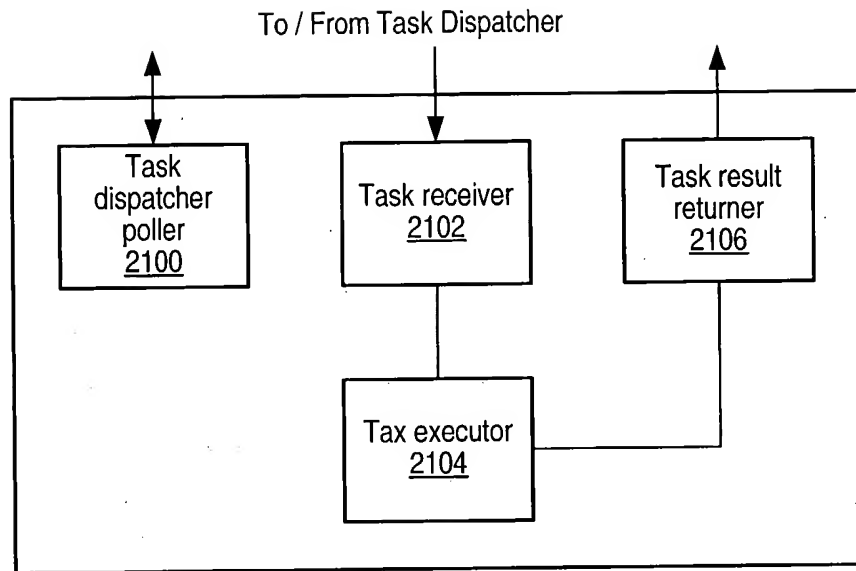 To / From Task Dispatcher
Task
dispatcher
poller
2100
Task receiver
2102
Task result
returner
2106
Tax executor
2104